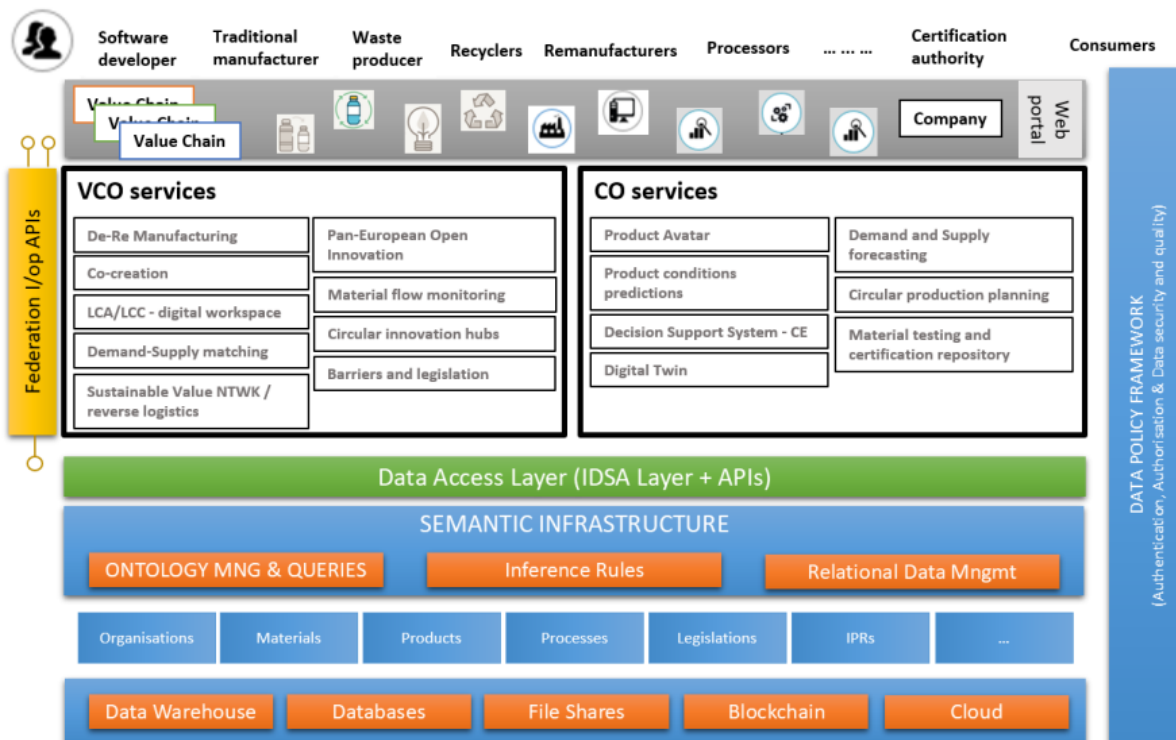 Software
developer
Traditional
manufacturer
Waste
producer
Recyclers
Remanufacturers
Processors
... ... ...
Certification
authority
Consumers
Value Chain
Value Chain
Value Chain
Company
Web
portal
Federation I/op APIs
VCO services
De-Re Manufacturing
Co-creation
LCA/LCC - digital workspace
Demand-Supply matching
Sustainable Value NTWK /
reverse logistics
Pan-European Open
Innovation
Material flow monitoring
Circular innovation hubs
Barriers and legislation
CO services
Product Avatar
Product conditions
predictions
Decision Support System - CE
Digital Twin
Demand and Supply
forecasting
Circular production planning
Material testing and
certification repository
DATA POLICY FRAMEWORK
(Authentication, Authorisation & Data security and quality)
Data Access Layer (IDSA Layer + APIs)
SEMANTIC INFRASTRUCTURE
ONTOLOGY MNG & QUERIES
Inference Rules
Relational Data Mngmt
Organisations
Materials
Products
Processes
Legislations
IPRs
...
Data Warehouse
Databases
File Shares
Blockchain
Cloud